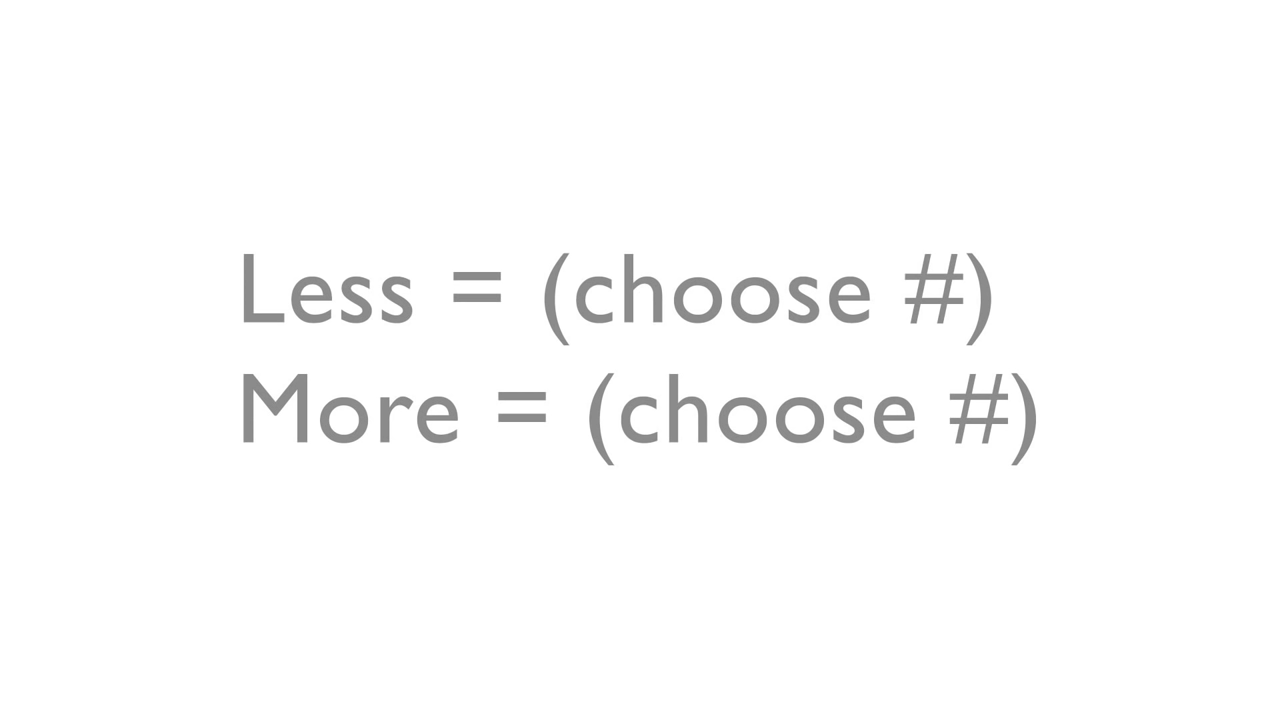 Less = (choose #)
More = (choose #)